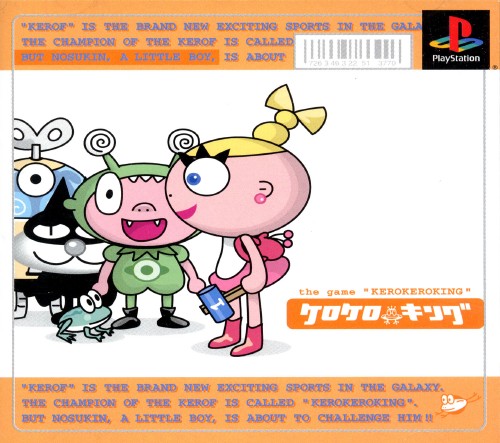 "KEROF" IS THE BRAND NEW EXCITING SPORTS IN THE GALAXY.
THE CHAMPION OF THE KEROF IS CALLED
BUT NOSUKIN, A LITTLE BOY, IS ABOUT
PlayStation
the game "KEROKEROKING"
ケロケロキング
"KEROF" IS THE BRAND NEW EXCITING SPORTS IN THE GALAXY.
THE CHAMPION OF THE KEROF IS CALLED "KEROKEROKING".
BUT NOSUKIN, A LITTLE BOY, IS ABOUT TO CHALLENGE HIM!!